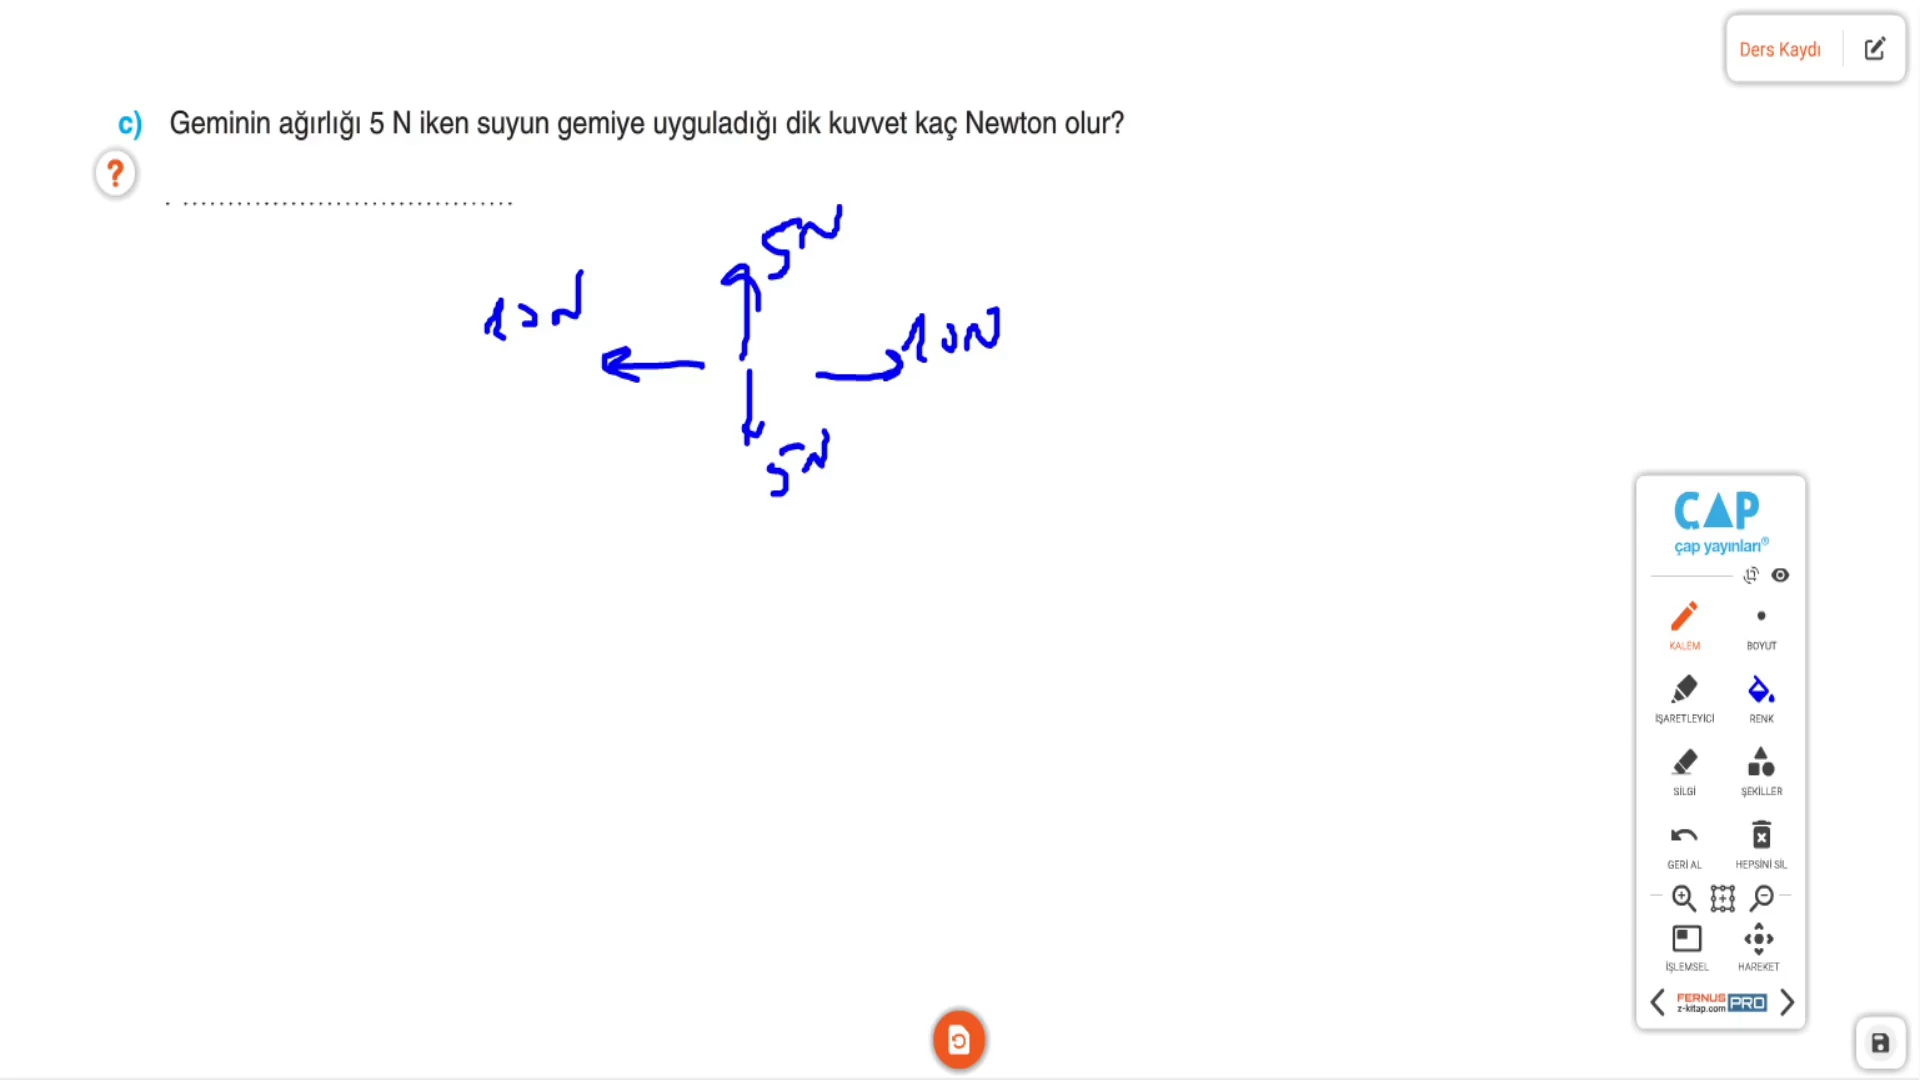 Ders Kaydı
c) Geminin ağırlığı 5 N iken suyun gemiye uyguladığı dik kuvvet kaç Newton olur?
?
....................................
5N
10N
10N
5N
ÇAP
çap yayınları®
KALEM BOYUT
İŞARETLEYİCİ RENK
SİLGİ ŞEKİLLER
GERİ AL HEPSİNİ SİL
İŞLEMSEL HAREKET
FERNUS PRO
z-kitap.com